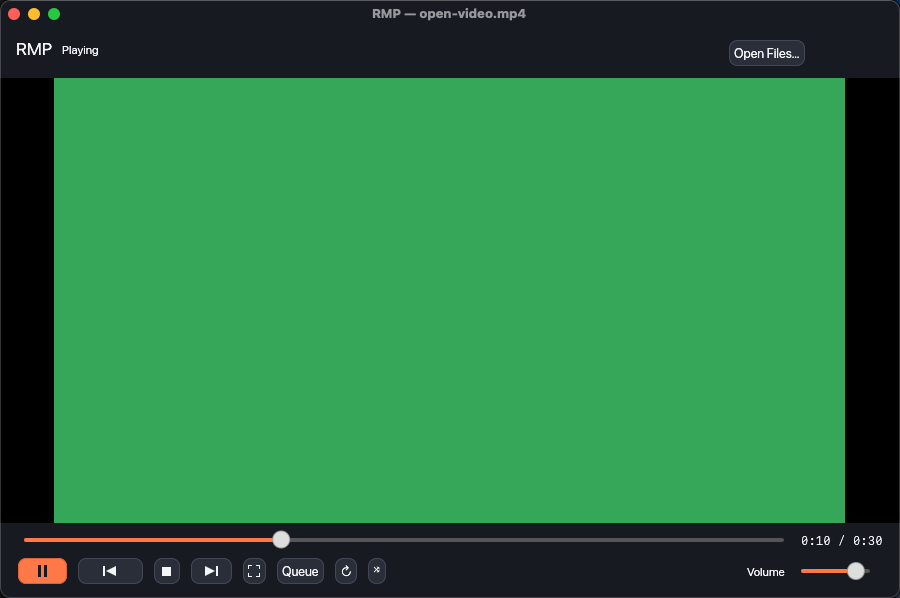 RMP — open-video.mp4
RMP Playing
Open Files...
0:10 / 0:30
Queue
Volume